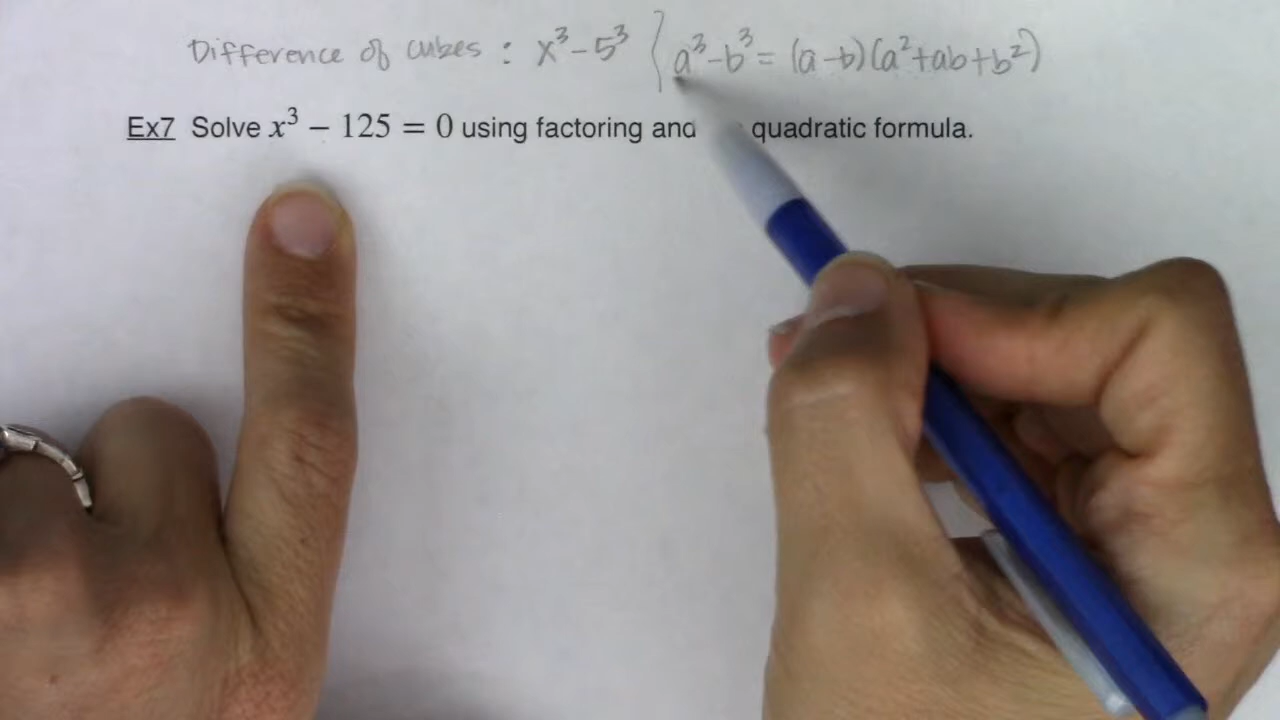 Difference of cubes : x³ - 5³ { a³ - b³ = (a - b)(a² + ab + b²)
Ex7 Solve x³ − 125 = 0 using factoring and quadratic formula.